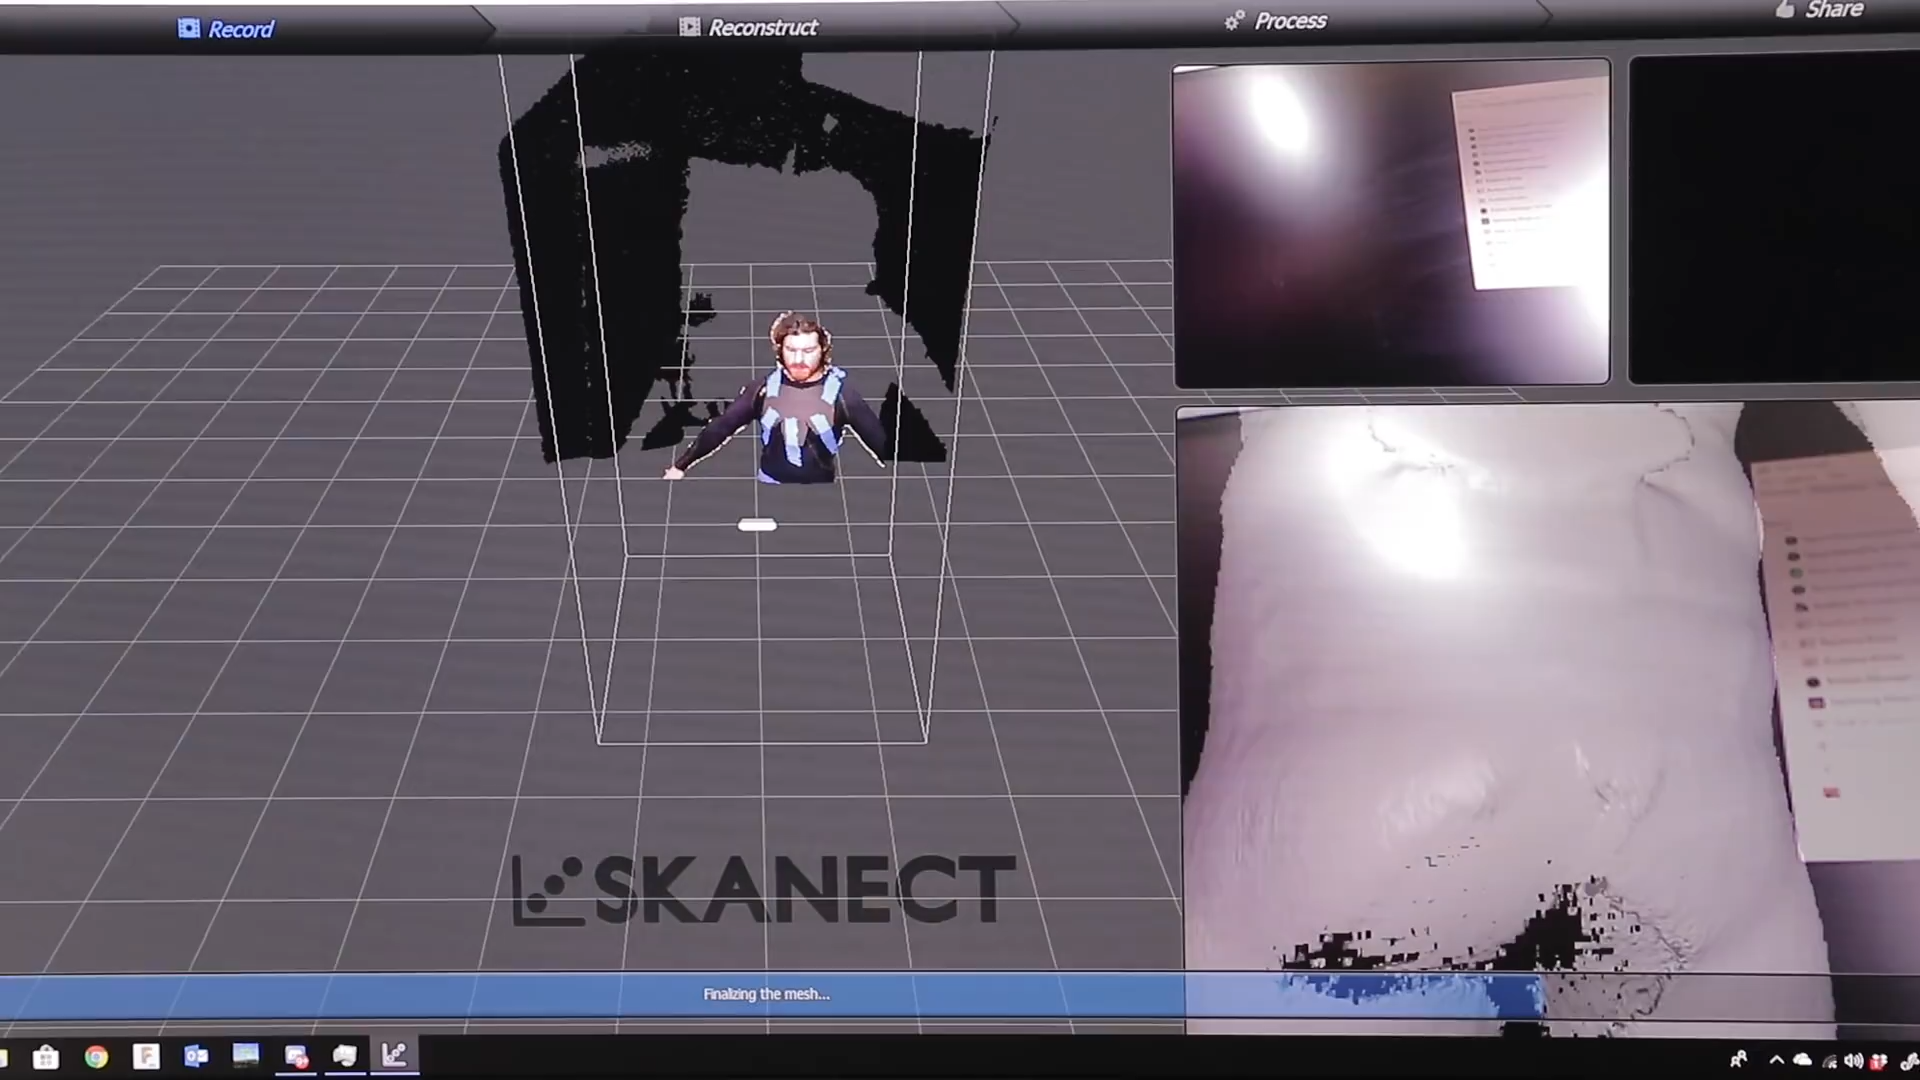 Record
Reconstruct
Process
Share
SKANECT
Finalizing the mesh...